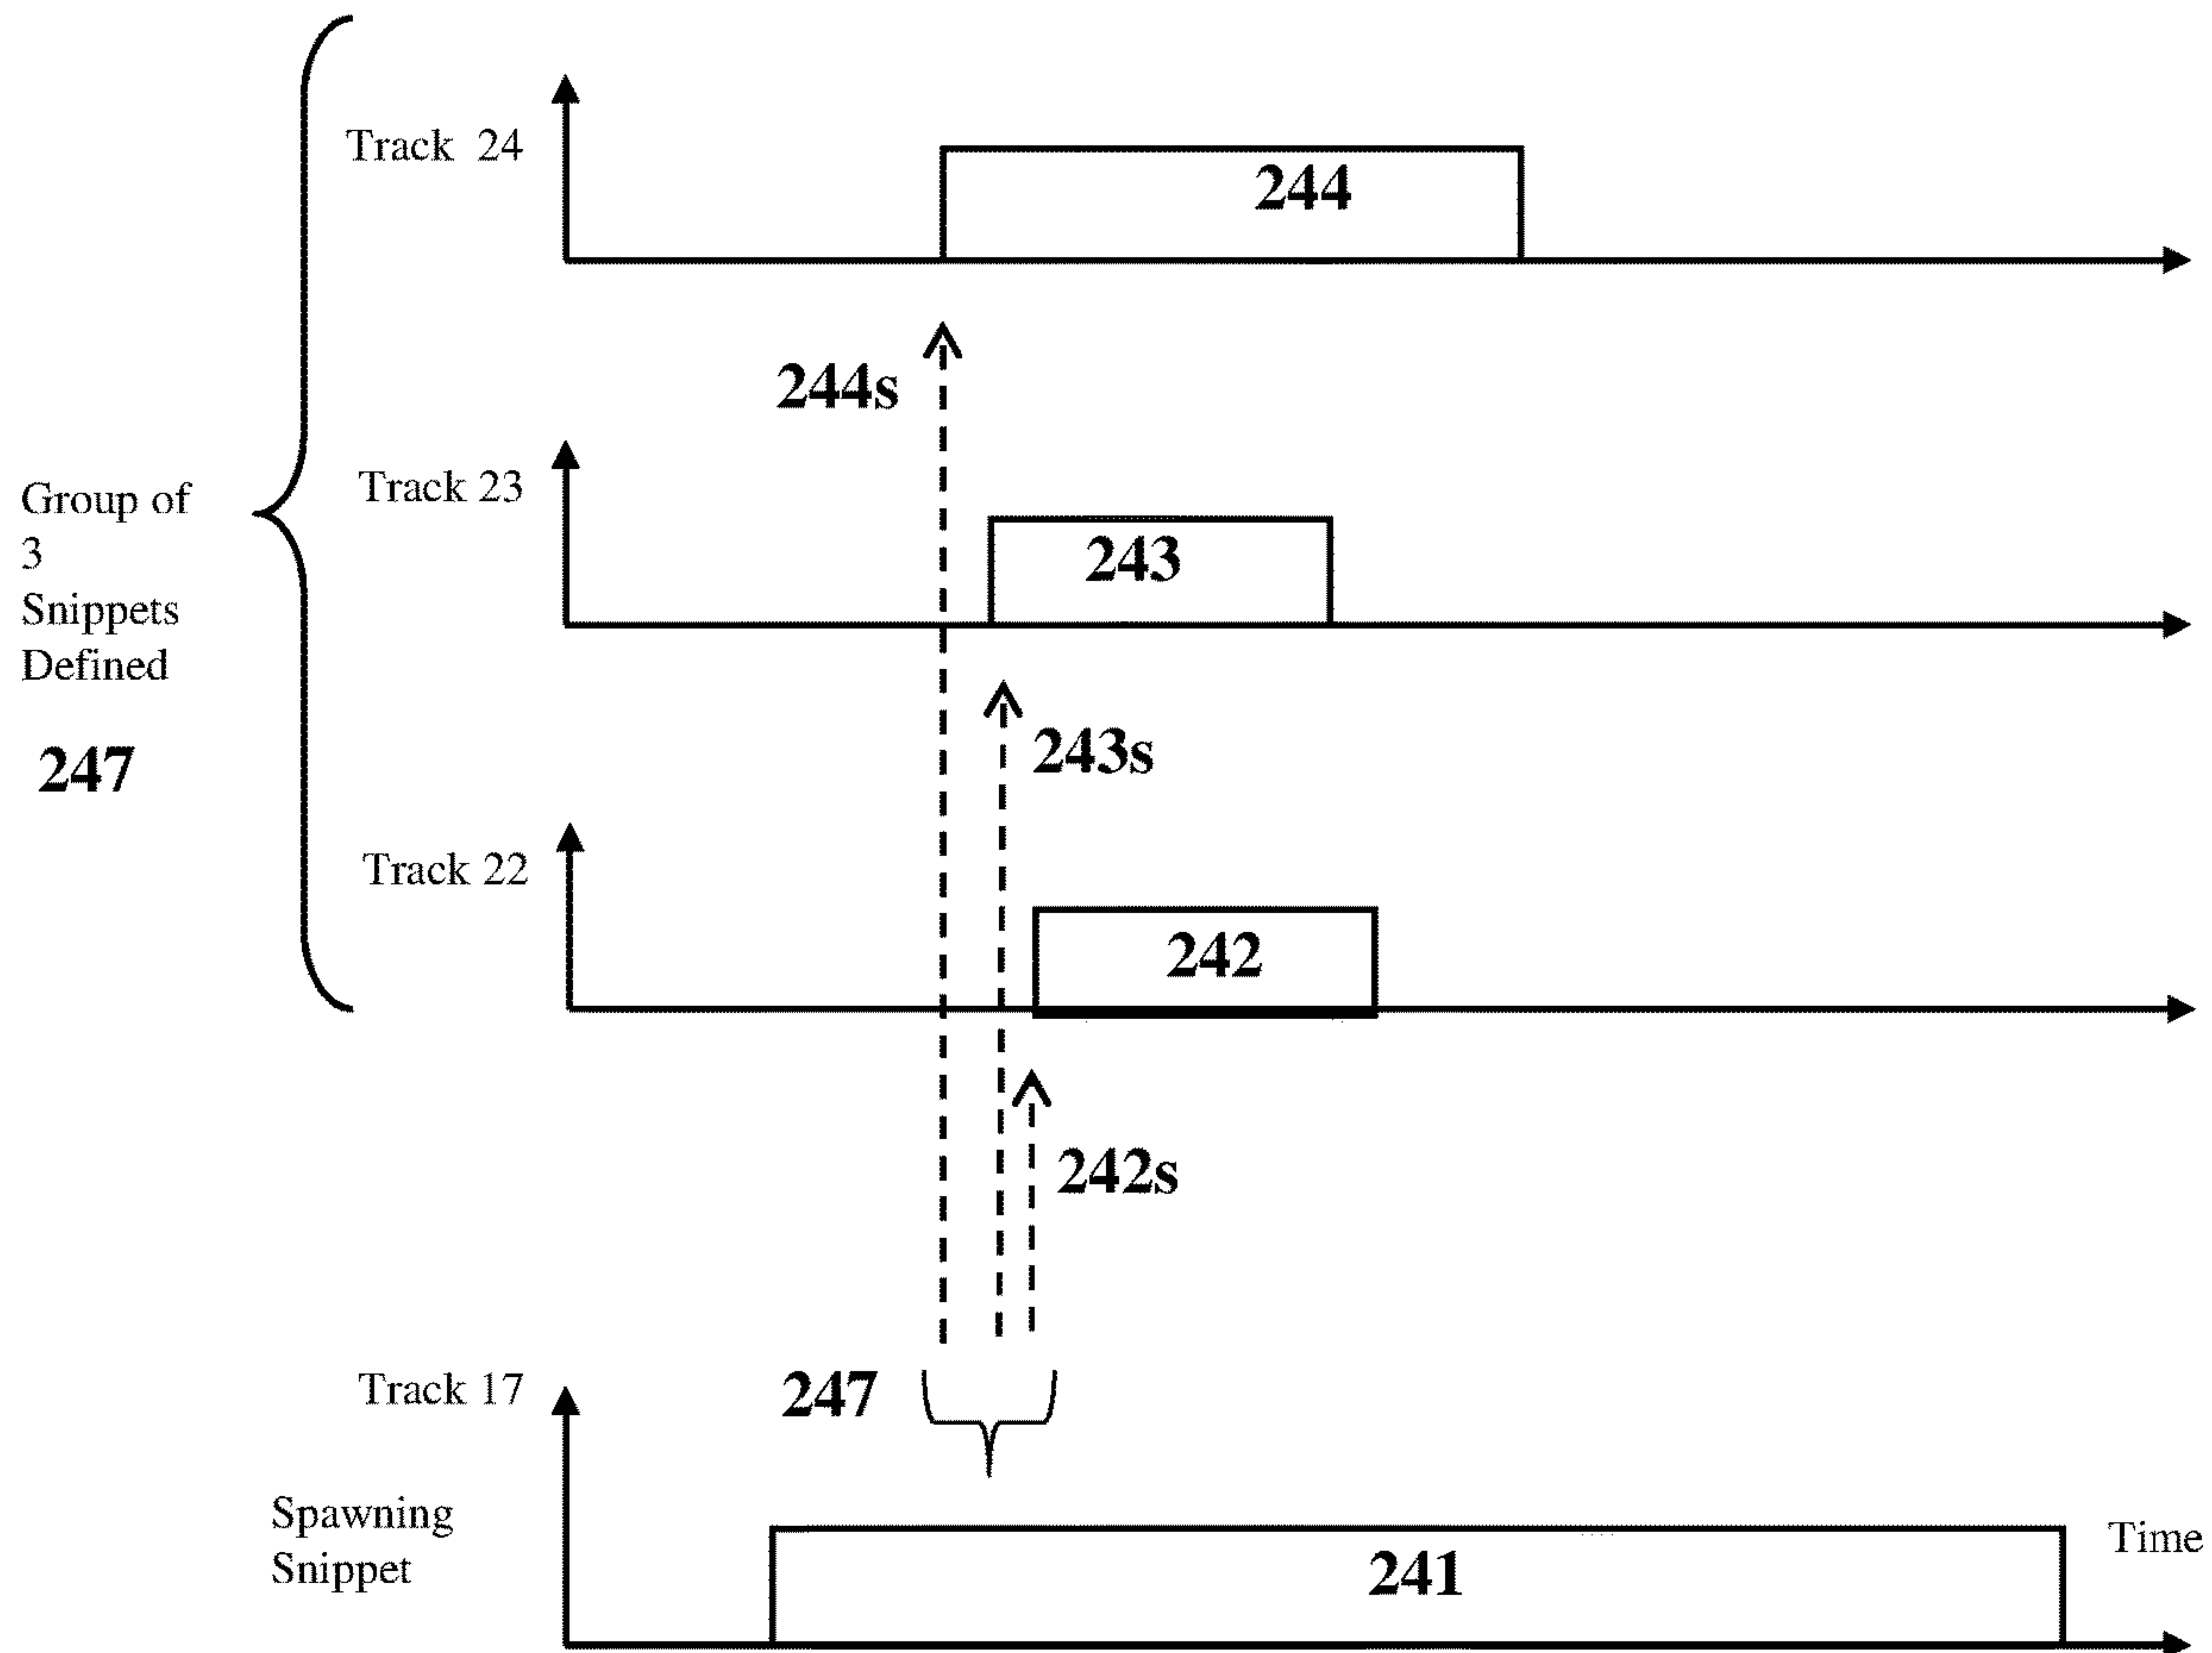 Track 24
244
244s
Track 23
243
Group of
3
Snippets
Defined
247
243s
Track 22
242
242s
Track 17
247
Spawning
Snippet
241
Time